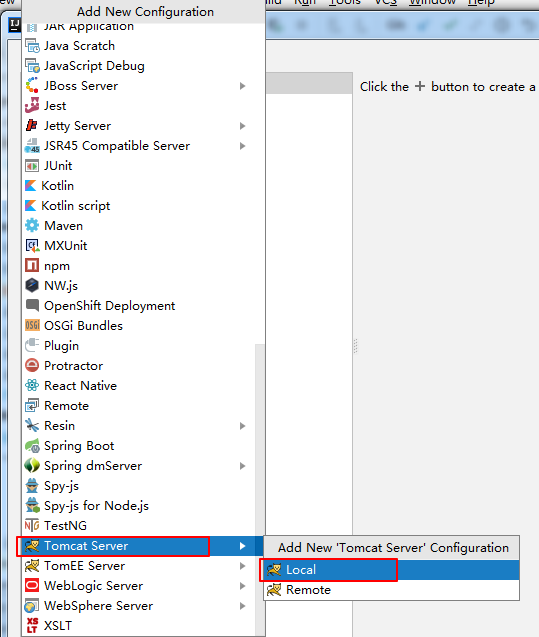 Run Tools VCS Window Help
Add New Configuration
JAR Application
Java Scratch
JavaScript Debug
Click the + button to create a
JBoss Server
Jest
Jetty Server
JSR45 Compatible Server
JUnit
Kotlin
Kotlin script
Maven
MXUnit
npm
NW.js
OpenShift Deployment
OSGi Bundles
Plugin
Protractor
React Native
Remote
Resin
Spring Boot
Spring dmServer
Spy-js
Spy-js for Node.js
TestNG
Tomcat Server
Add New 'Tomcat Server' Configuration
TomEE Server
Local
WebLogic Server
Remote
WebSphere Server
XSLT